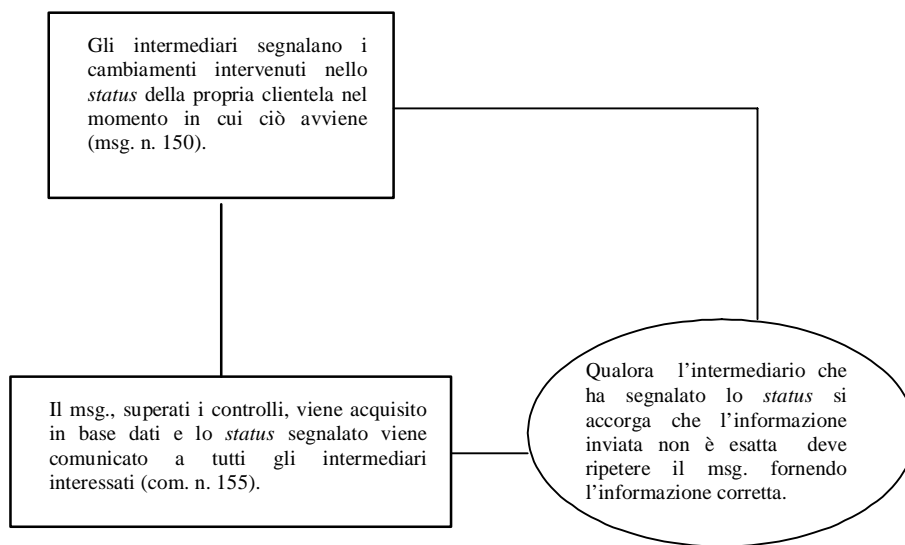 Gli intermediari segnalano i
cambiamenti intervenuti nello
status della propria clientela nel
momento in cui ciò avviene
(msg. n. 150).
Il msg., superati i controlli, viene acquisito
in base dati e lo status segnalato viene
comunicato a tutti gli intermediari
interessati (com. n. 155).
Qualora l’intermediario che
ha segnalato lo status si
accorga che l’informazione
inviata non è esatta deve
ripetere il msg. fornendo
l’informazione corretta.